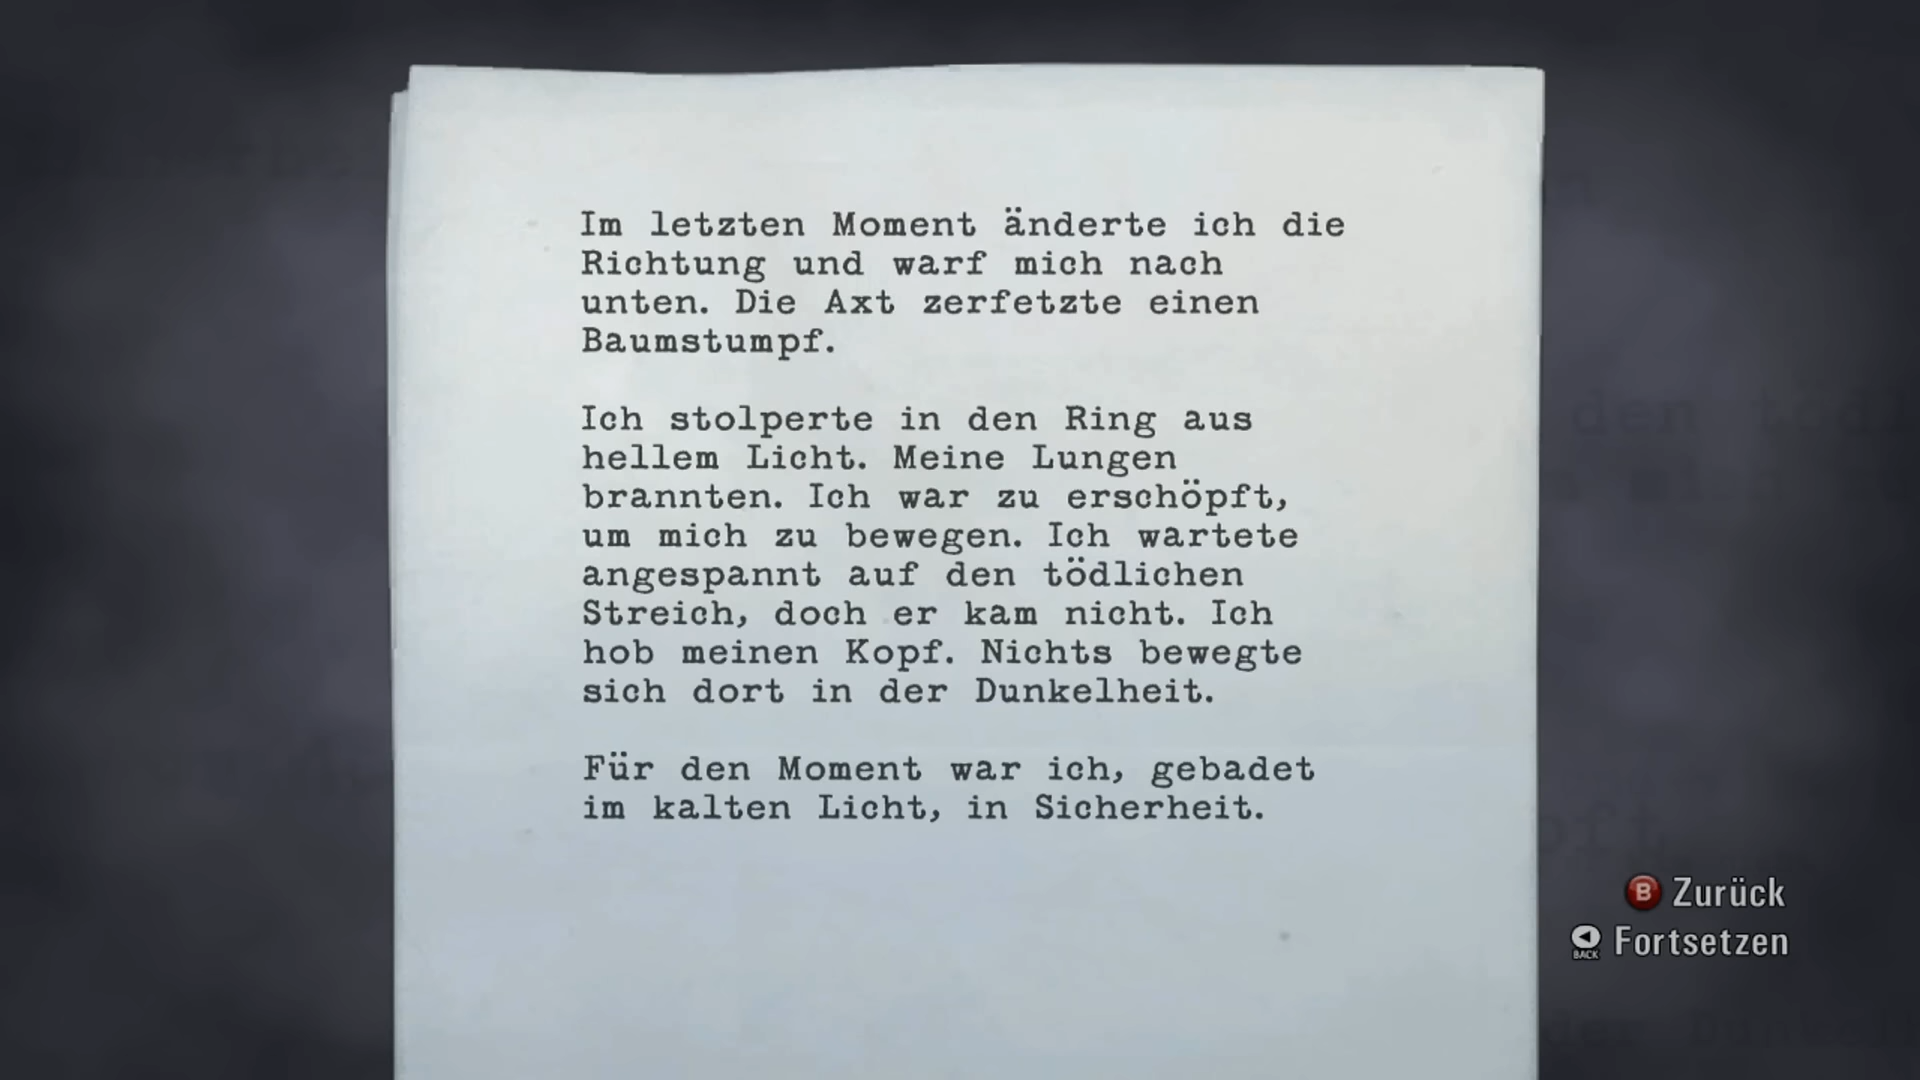 Im letzten Moment änderte ich die
Richtung und warf mich nach
unten. Die Axt zerfetzte einen
Baumstumpf.
Ich stolperte in den Ring aus
hellem Licht. Meine Lungen
brannten. Ich war zu erschöpft,
um mich zu bewegen. Ich wartete
angespannt auf den tödlichen
Streich, doch er kam nicht. Ich
hob meinen Kopf. Nichts bewegte
sich dort in der Dunkelheit.
Für den Moment war ich, gebadet
im kalten Licht, in Sicherheit.
B Zurück
BACK Fortsetzen